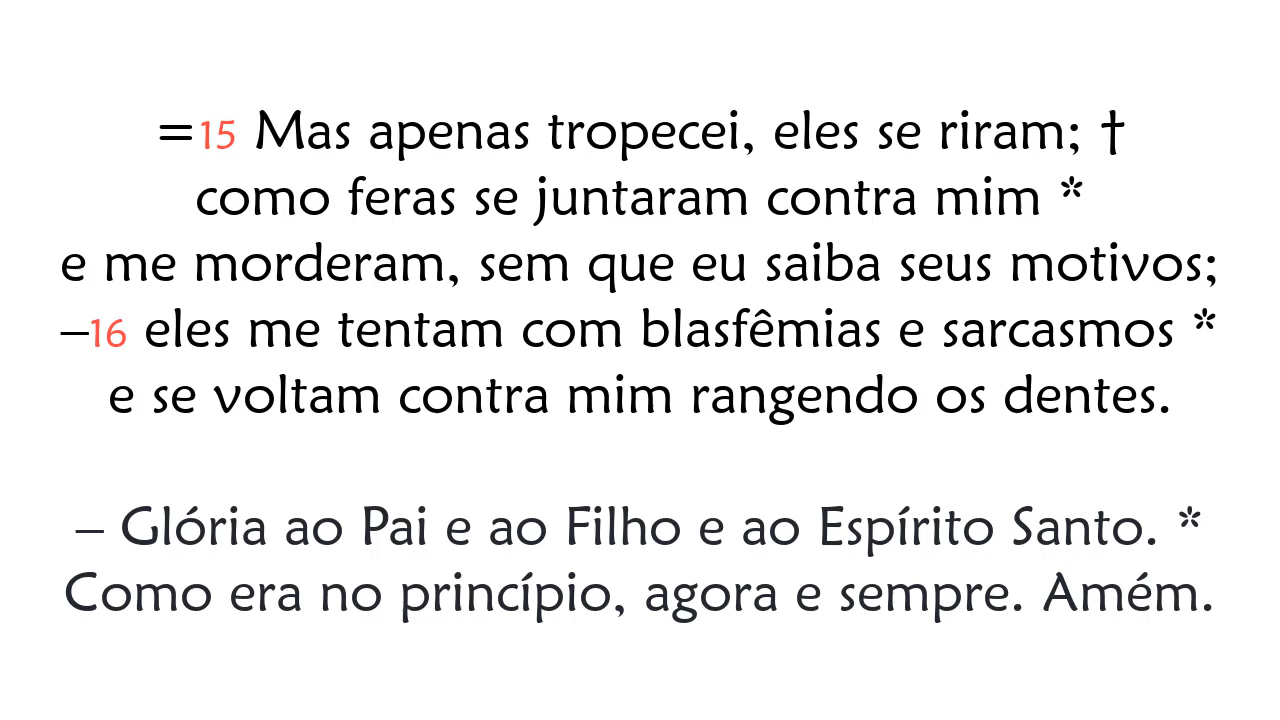 =15 Mas apenas tropecei, eles se riram; †
como feras se juntaram contra mim *
e me morderam, sem que eu saiba seus motivos;
–16 eles me tentam com blasfêmias e sarcasmos *
e se voltam contra mim rangendo os dentes.
– Glória ao Pai e ao Filho e ao Espírito Santo. *
Como era no princípio, agora e sempre. Amém.